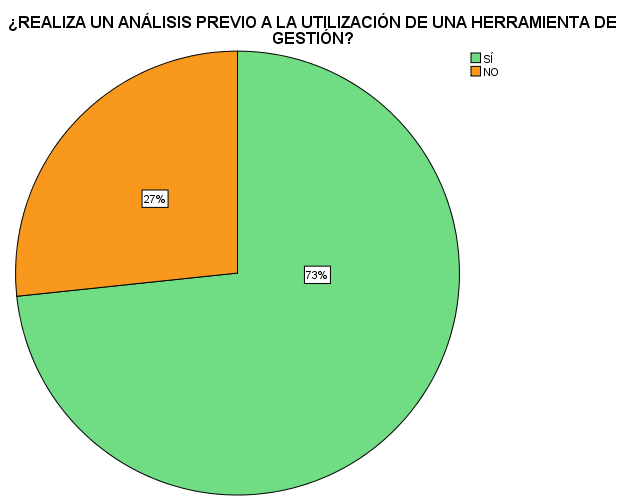 ¿REALIZA UN ANÁLISIS PREVIO A LA UTILIZACIÓN DE UNA HERRAMIENTA DE
GESTIÓN?
SÍ
NO
27%
73%